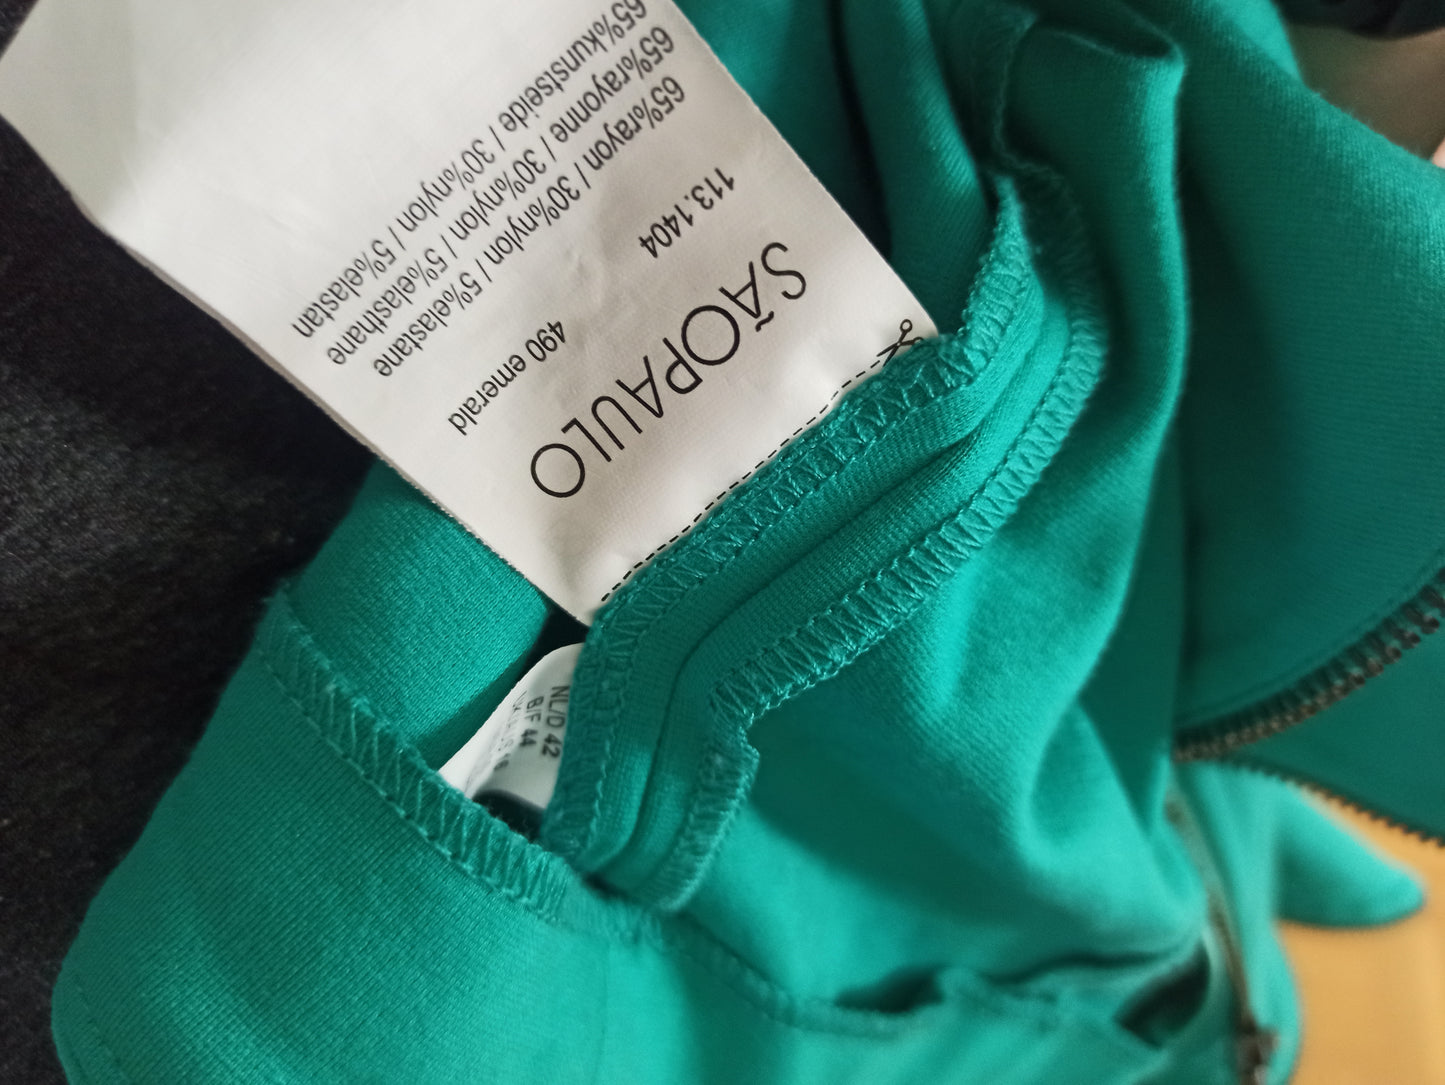 SÃOPAULO
113.1404 490 emerald
65%rayon / 30%nylon / 5%elastane
65%rayonne / 30%nylon / 5%elasthane
65%kunstseide / 30%nylon / 5%elastan
NL/D 42
B/F 44